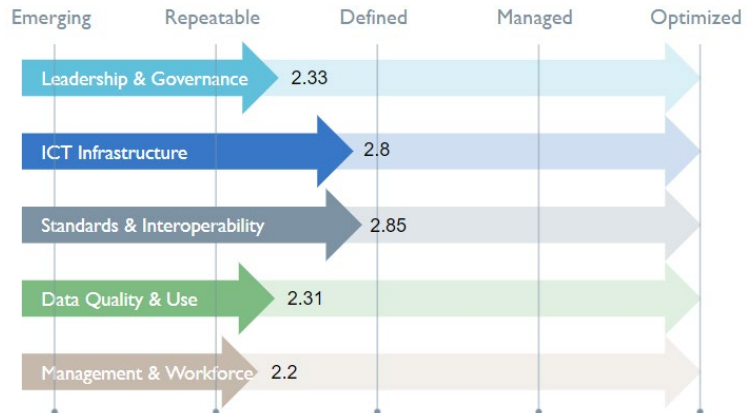 Emerging Repeatable Defined Managed Optimized
Leadership & Governance 2.33
ICT Infrastructure 2.8
Standards & Interoperability 2.85
Data Quality & Use 2.31
Management & Workforce 2.2